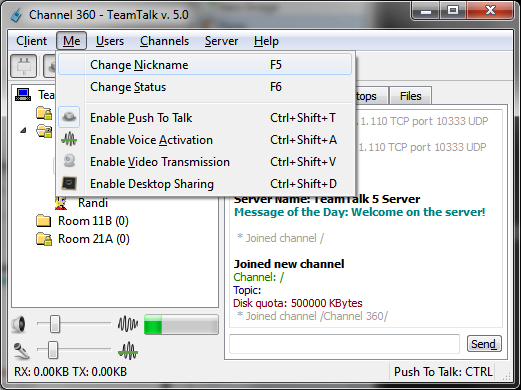 Channel 360 - TeamTalk v. 5.0
Client Me Users Channels Server Help
Change Nickname F5
Change Status F6
Enable Push To Talk Ctrl+Shift+T
Enable Voice Activation Ctrl+Shift+A
Enable Video Transmission Ctrl+Shift+V
Enable Desktop Sharing Ctrl+Shift+D
Tea
tops Files
1.110 TCP port 10333 UDP
1.110 TCP port 10333 UDP
Randi
Room 11B (0)
Room 21A (0)
Server Name: TeamTalk 5 Server
Message of the Day: Welcome on the server!
* Joined channel /
Joined new channel
Channel: /
Topic:
Disk quota: 500000 KBytes
* Joined channel /Channel 360/
Send
RX: 0.00KB TX: 0.00KB
Push To Talk: CTRL